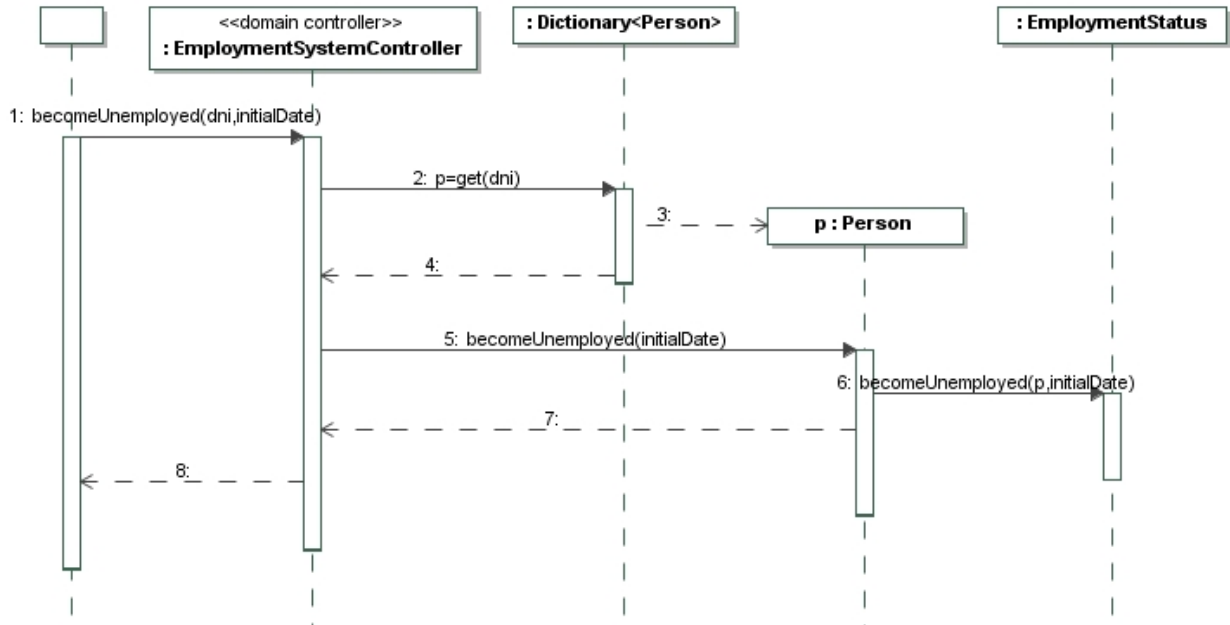 <<domain controller>>
: EmploymentSystemController
: Dictionary<Person>
: EmploymentStatus
1: becomeUnemployed(dni,initialDate)
2: p=get(dni)
3:
p : Person
4:
5: becomeUnemployed(initialDate)
6: becomeUnemployed(p,initialDate)
7:
8: